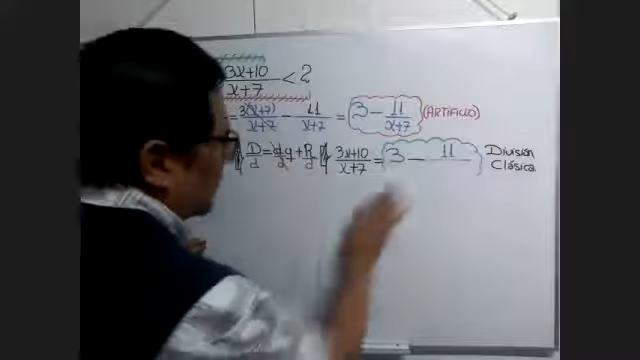 3x+10/x+7 < 2
= 3(x+7)/x+7 − 11/x+7 = 3 − 11/x+7 (ARTIFICIO)
D/d = dq/d + R/d 3x+10/x+7 = 3 − 11 División Clásica